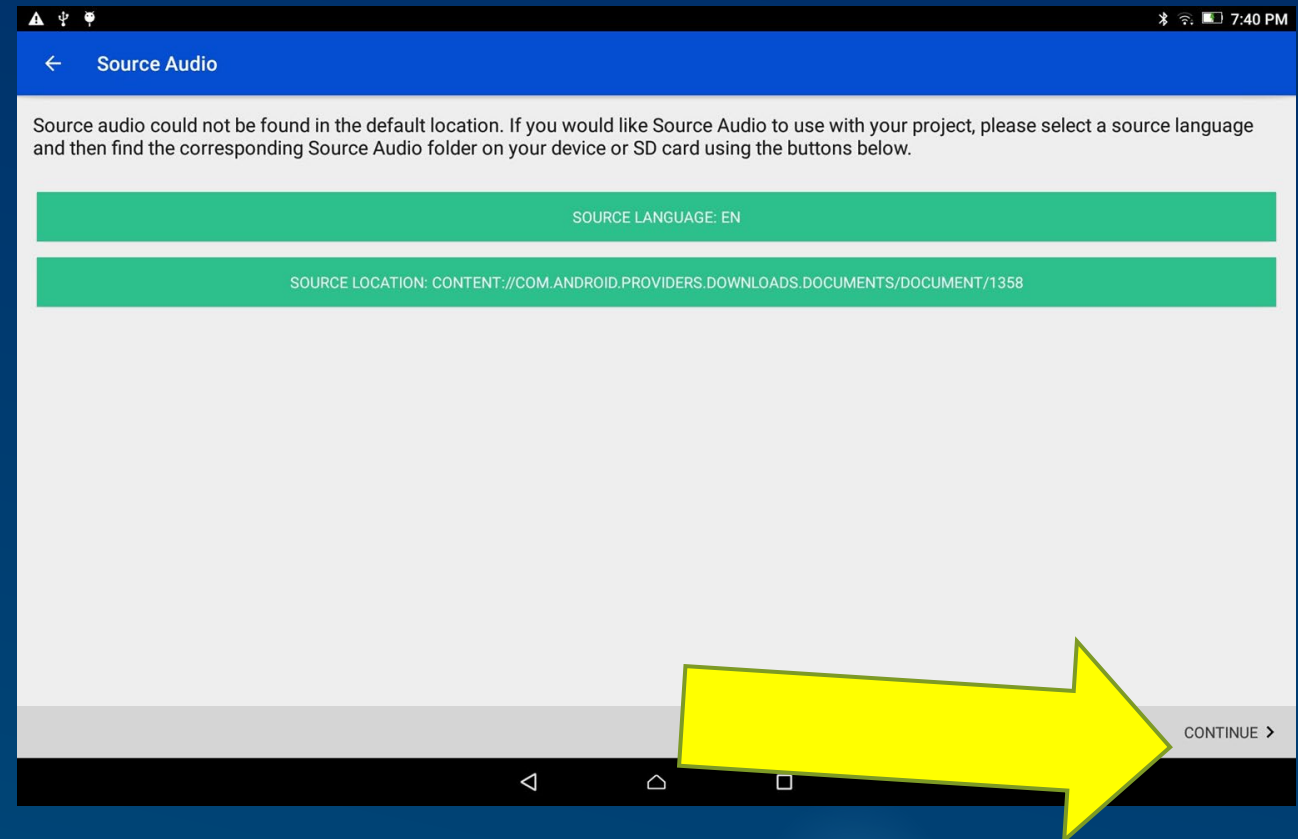 7:40 PM
Source Audio
Source audio could not be found in the default location. If you would like Source Audio to use with your project, please select a source language
and then find the corresponding Source Audio folder on your device or SD card using the buttons below.
SOURCE LANGUAGE: EN
SOURCE LOCATION: CONTENT://COM.ANDROID.PROVIDERS.DOWNLOADS.DOCUMENTS/DOCUMENT/1358
CONTINUE